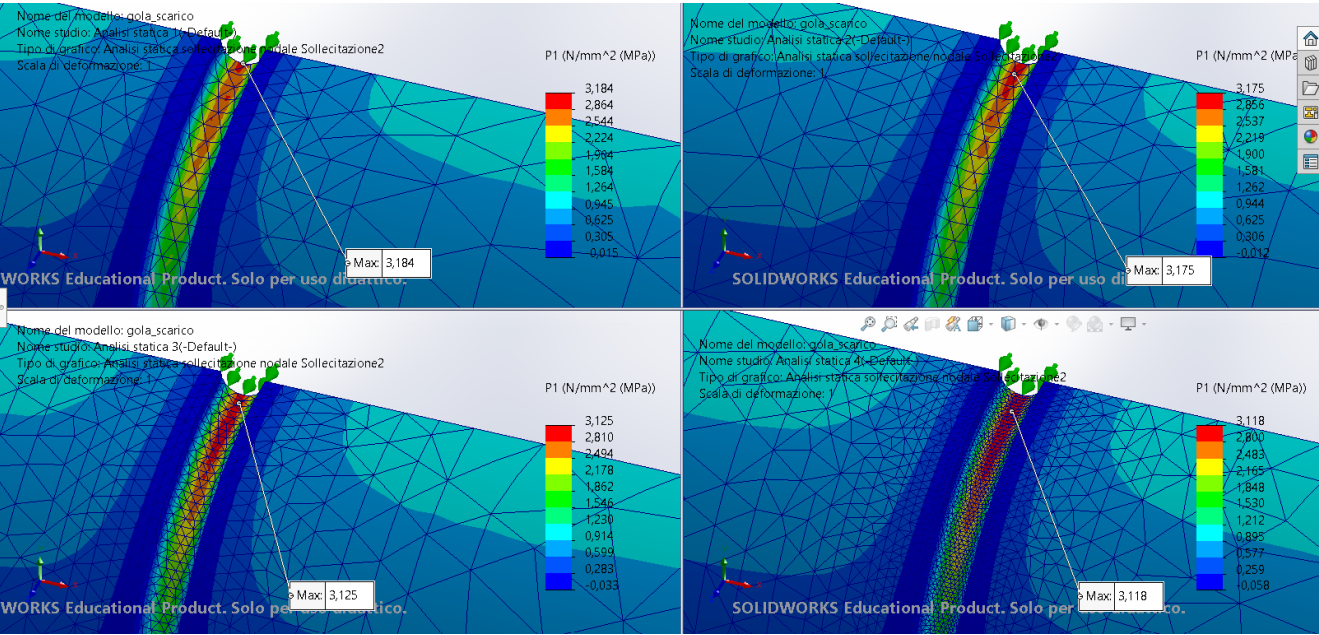 Nome del modello: gola_scarico
Nome studio: Analisi statica 1(-Default-)
Tipo di grafico: Analisi statica sollecitazione nodale Sollecitazione2
Scala di deformazione: 1
P1 (N/mm^2 (MPa))
3,184
2,864
2,544
2,224
1,904
1,584
1,264
0,945
0,625
0,305
-0,015
Max: 3,184
WORKS Educational Product. Solo per uso didattico.
Nome del modello: gola_scarico
Nome studio: Analisi statica 2(-Default-)
Tipo di grafico: Analisi statica sollecitazione nodale Sollecitazione2
Scala di deformazione: 1
P1 (N/mm^2 (MPa
3,175
2,856
2,537
2,219
1,900
1,581
1,262
0,944
0,625
0,306
-0,012
Max: 3,175
SOLIDWORKS Educational Product. Solo per uso di
Nome del modello: gola_scarico
Nome studio: Analisi statica 3(-Default-)
Tipo di grafico: Analisi statica sollecitazione nodale Sollecitazione2
Scala di deformazione: 1
P1 (N/mm^2 (MPa))
3,125
2,810
2,494
2,178
1,862
1,546
1,230
0,914
0,599
0,283
-0,033
Max: 3,125
WORKS Educational Product. Solo per uso didattico.
Nome del modello: gola_scarico
Nome studio: Analisi statica 4(-Default-)
Tipo di grafico: Analisi statica sollecitazione nodale Sollecitazione2
Scala di deformazione: 1
P1 (N/mm^2 (MPa))
3,118
2,800
2,483
2,165
1,848
1,530
1,212
0,895
0,577
0,259
-0,058
Max: 3,118
SOLIDWORKS Educational Product. Solo per uso didattico.